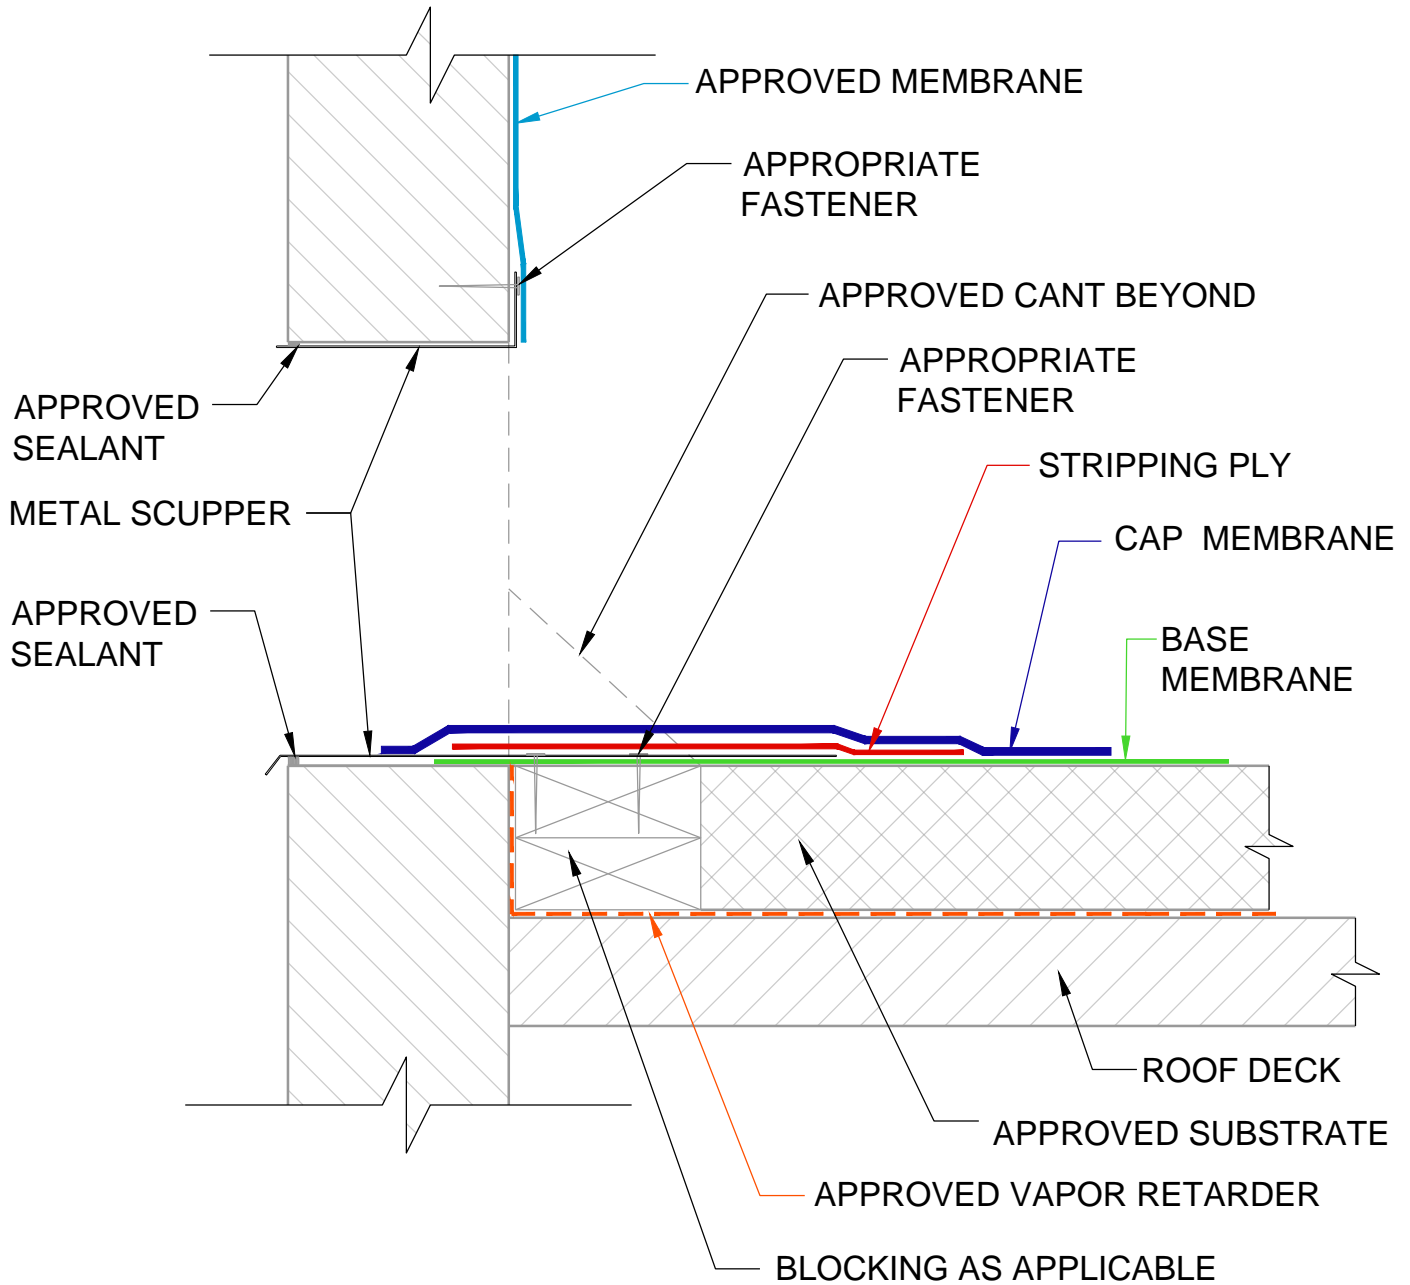 APPROVED MEMBRANE
APPROPRIATE
FASTENER
APPROVED CANT BEYOND
APPROPRIATE
FASTENER
APPROVED
SEALANT
STRIPPING PLY
METAL SCUPPER
CAP MEMBRANE
APPROVED
SEALANT
BASE
MEMBRANE
ROOF DECK
APPROVED SUBSTRATE
APPROVED VAPOR RETARDER
BLOCKING AS APPLICABLE